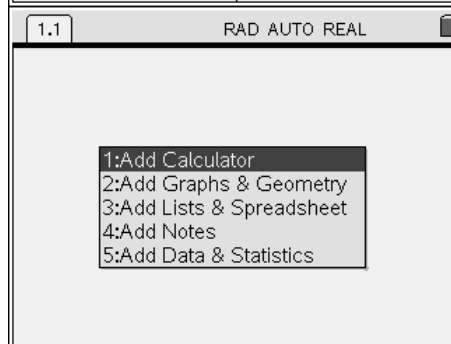 1.1 RAD AUTO REAL
1:Add Calculator
2:Add Graphs & Geometry
3:Add Lists & Spreadsheet
4:Add Notes
5:Add Data & Statistics